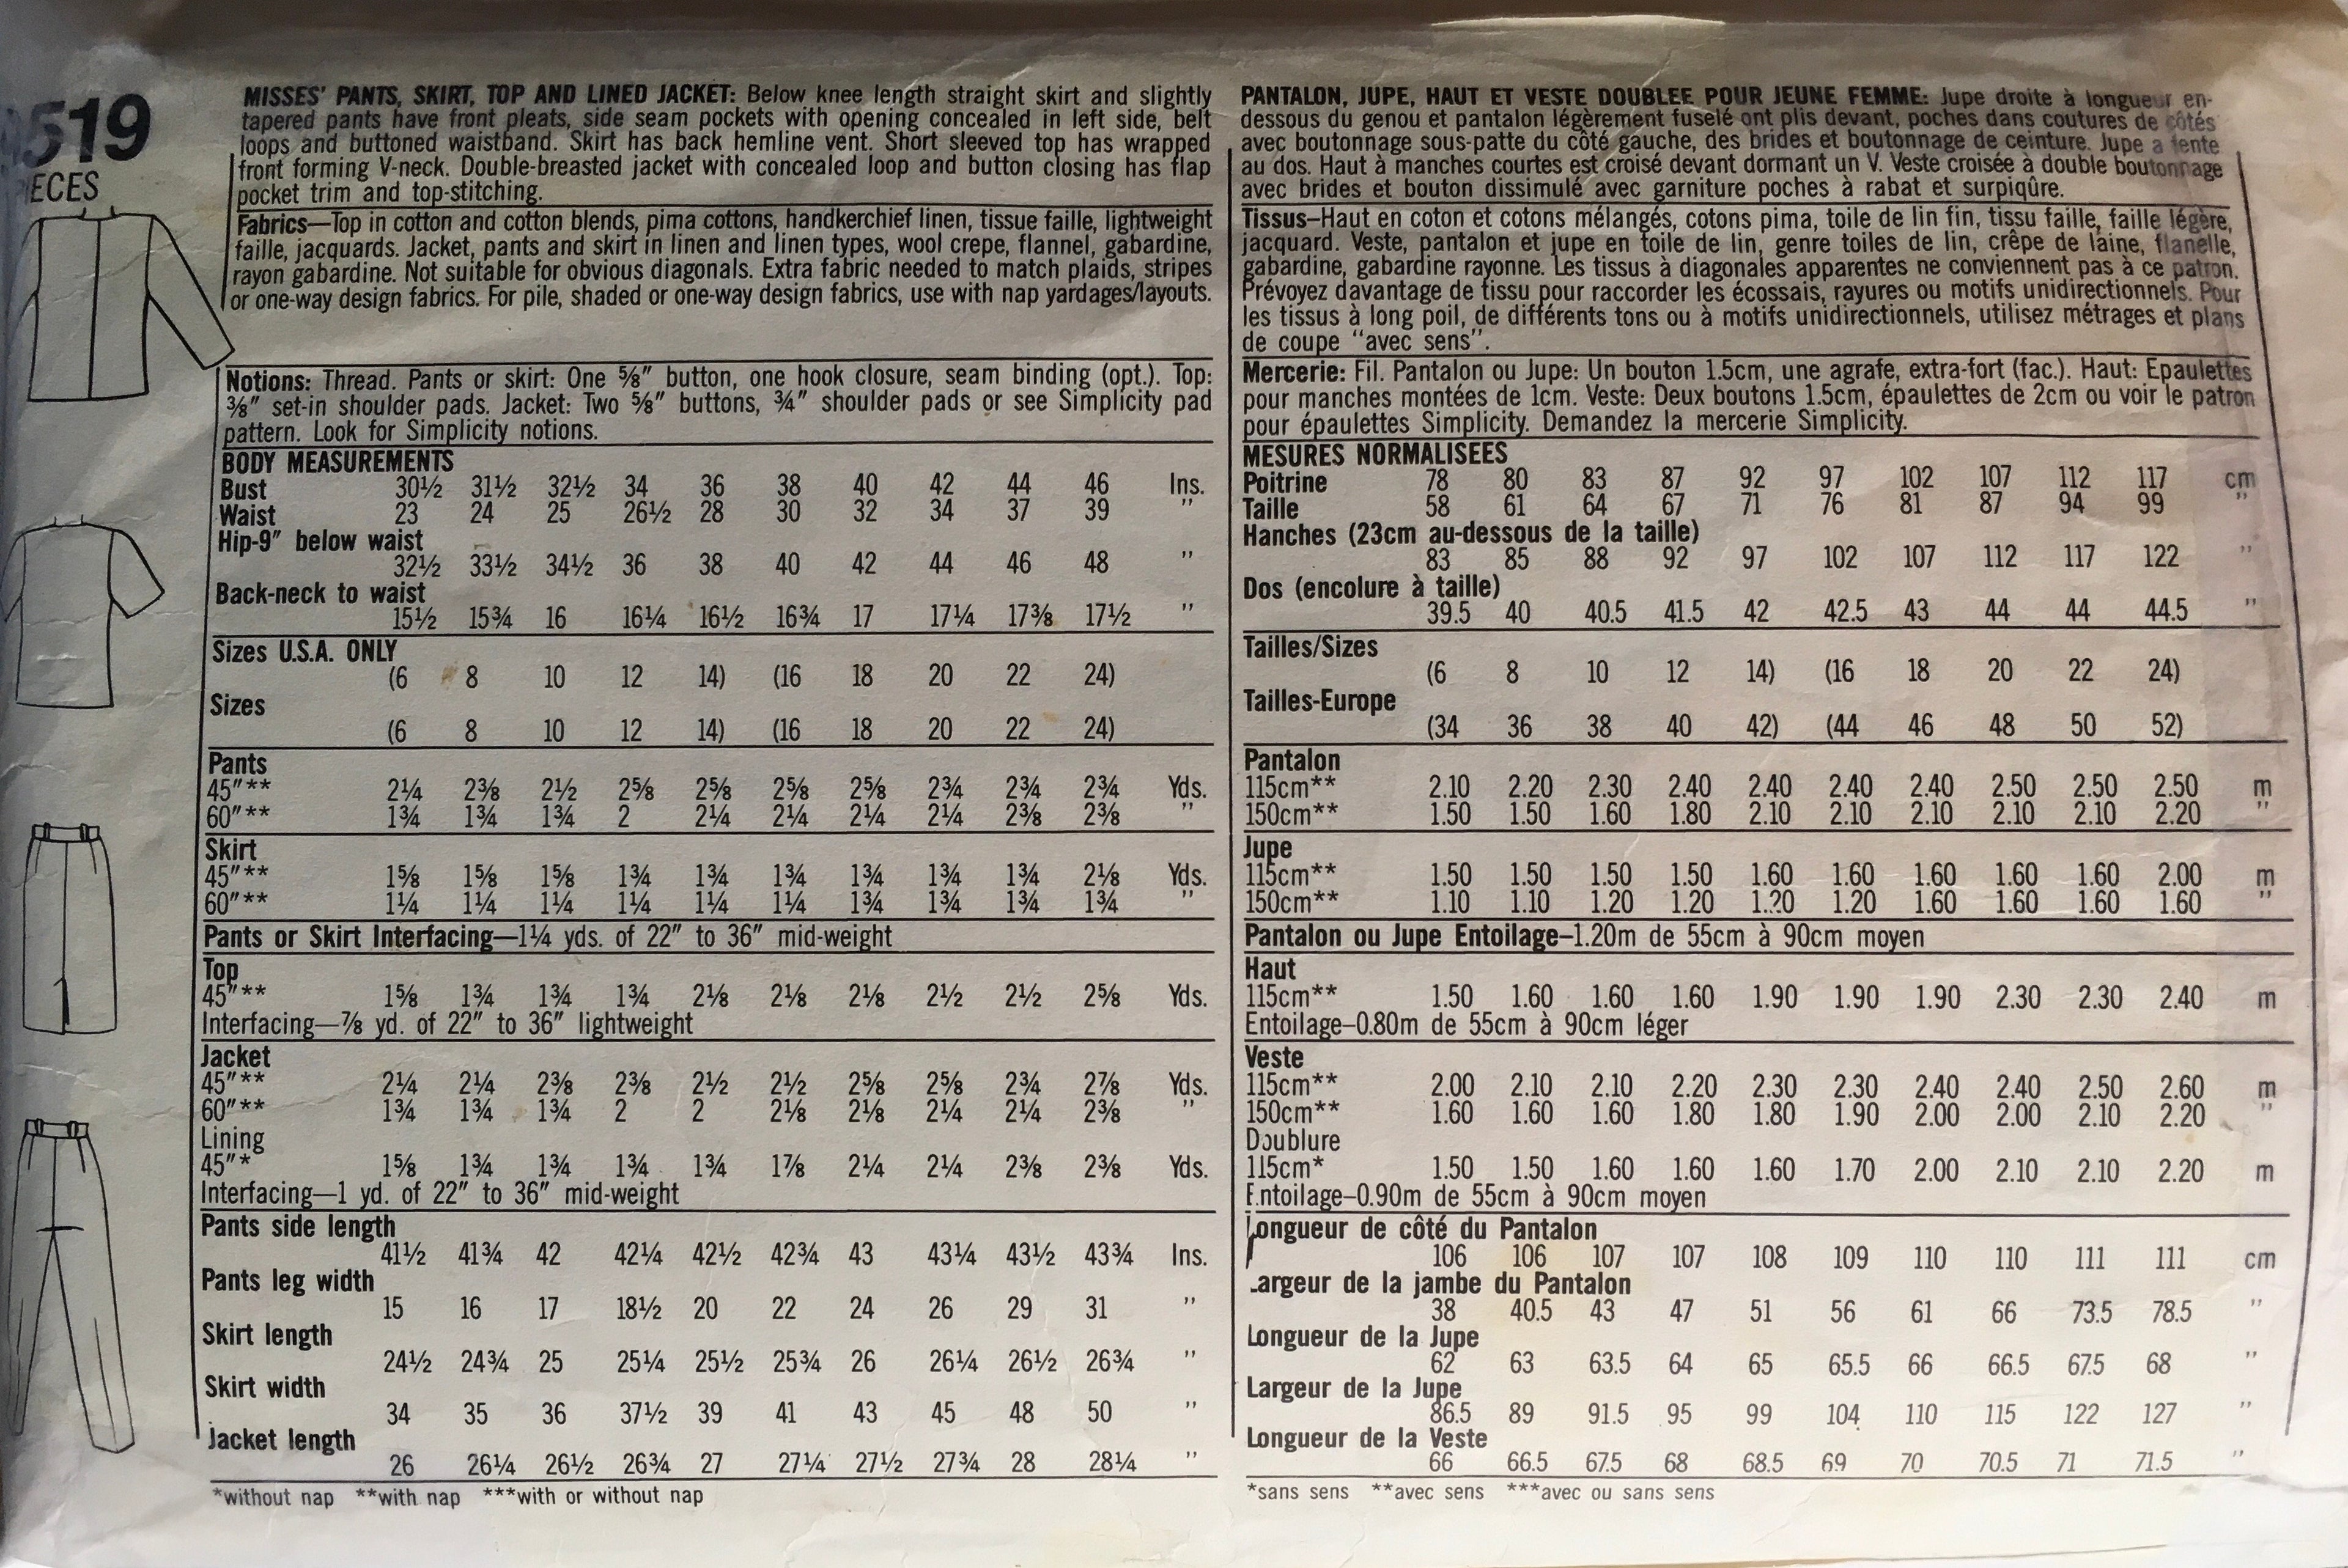 519
MISSES' PANTS, SKIRT, TOP AND LINED JACKET: Below knee length straight skirt and slightly
tapered pants have front pleats, side seam pockets with opening concealed in left side, belt
loops and buttoned waistband. Skirt has back hemline vent. Short sleeved top has wrapped
front forming V-neck. Double-breasted jacket with concealed loop and button closing has flap
pocket trim and top-stitching.
Fabrics—Top in cotton and cotton blends, pima cottons, handkerchief linen, tissue faille, lightweight
faille, jacquards. Jacket, pants and skirt in linen and linen types, wool crepe, flannel, gabardine,
rayon gabardine. Not suitable for obvious diagonals. Extra fabric needed to match plaids, stripes
or one-way design fabrics. For pile, shaded or one-way design fabrics, use with nap yardages/layouts.
Notions: Thread. Pants or skirt: One ⅝″ button, one hook closure, seam binding (opt.). Top:
⅜″ set-in shoulder pads. Jacket: Two ⅝″ buttons, ¾″ shoulder pads or see Simplicity pad
pattern. Look for Simplicity notions.
BODY MEASUREMENTS
Bust 30½ 31½ 32½ 34 36 38 40 42 44 46 Ins.
Waist 23 24 25 26½ 28 30 32 34 37 39 ″
Hip-9″ below waist
32½ 33½ 34½ 36 38 40 42 44 46 48 ″
Back-neck to waist
15½ 15¾ 16 16¼ 16½ 16¾ 17 17¼ 17⅜ 17½ ″
Sizes U.S.A. ONLY
(6 8 10 12 14) (16 18 20 22 24)
Sizes
(6 8 10 12 14) (16 18 20 22 24)
Pants
45″** 2¼ 2⅜ 2½ 2⅝ 2⅝ 2⅝ 2⅝ 2¾ 2¾ 2¾ Yds.
60″** 1¾ 1¾ 1¾ 2 2¼ 2¼ 2¼ 2¼ 2⅜ 2⅜ ″
Skirt
45″** 1⅝ 1⅝ 1⅝ 1¾ 1¾ 1¾ 1¾ 1¾ 1¾ 2⅛ Yds.
60″** 1¼ 1¼ 1¼ 1¼ 1¼ 1¼ 1¾ 1¾ 1¾ 1¾ ″
Pants or Skirt Interfacing—1¼ yds. of 22″ to 36″ mid-weight
Top
45″** 1⅝ 1¾ 1¾ 1¾ 2⅛ 2⅛ 2⅛ 2½ 2½ 2⅝ Yds.
Interfacing—⅞ yd. of 22″ to 36″ lightweight
Jacket
45″** 2¼ 2¼ 2⅜ 2⅜ 2½ 2½ 2⅝ 2⅝ 2¾ 2⅞ Yds.
60″** 1¾ 1¾ 1¾ 2 2 2⅛ 2⅛ 2¼ 2¼ 2⅜ ″
Lining
45″* 1⅝ 1¾ 1¾ 1¾ 1¾ 1⅞ 2¼ 2¼ 2⅜ 2⅜ Yds.
Interfacing—1 yd. of 22″ to 36″ mid-weight
Pants side length
41½ 41¾ 42 42¼ 42½ 42¾ 43 43¼ 43½ 43¾ Ins.
Pants leg width
15 16 17 18½ 20 22 24 26 29 31 ″
Skirt length
24½ 24¾ 25 25¼ 25½ 25¾ 26 26¼ 26½ 26¾ ″
Skirt width
34 35 36 37½ 39 41 43 45 48 50 ″
Jacket length
26 26¼ 26½ 26¾ 27 27¼ 27½ 27¾ 28 28¼ ″
*without nap **with nap ***with or without nap
PANTALON, JUPE, HAUT ET VESTE DOUBLEE POUR JEUNE FEMME: Jupe droite à longueur en-
dessous du genou et pantalon légèrement fuselé ont plis devant, poches dans coutures de côtés
avec boutonnage sous-patte du côté gauche, des brides et boutonnage de ceinture. Jupe a fente
au dos. Haut à manches courtes est croisé devant dormant un V. Veste croisée à double boutonnage
avec brides et bouton dissimulé avec garniture poches à rabat et surpiqûre.
Tissus—Haut en coton et cotons mélangés, cotons pima, toile de lin fin, tissu faille, faille légère,
jacquard. Veste, pantalon et jupe en toile de lin, genre toiles de lin, crêpe de laine, flanelle,
gabardine, gabardine rayonne. Les tissus à diagonales apparentes ne conviennent pas à ce patron.
Prévoyez davantage de tissu pour raccorder les écossais, rayures ou motifs unidirectionnels. Pour
les tissus à long poil, de différents tons ou à motifs unidirectionnels, utilisez métrages et plans
de coupe “avec sens”.
Mercerie: Fil. Pantalon ou Jupe: Un bouton 1.5cm, une agrafe, extra-fort (fac.). Haut: Epaulettes
pour manches montées de 1cm. Veste: Deux boutons 1.5cm, épaulettes de 2cm ou voir le patron
pour épaulettes Simplicity. Demandez la mercerie Simplicity.
MESURES NORMALISEES
Poitrine 78 80 83 87 92 97 102 107 112 117 cm
Taille 58 61 64 67 71 76 81 87 94 99 ″
Hanches (23cm au-dessous de la taille)
83 85 88 92 97 102 107 112 117 122 ″
Dos (encolure à taille)
39.5 40 40.5 41.5 42 42.5 43 44 44 44.5 ″
Tailles/Sizes
(6 8 10 12 14) (16 18 20 22 24)
Tailles-Europe
(34 36 38 40 42) (44 46 48 50 52)
Pantalon
115cm** 2.10 2.20 2.30 2.40 2.40 2.40 2.40 2.50 2.50 2.50 m
150cm** 1.50 1.50 1.60 1.80 2.10 2.10 2.10 2.10 2.10 2.20 ″
Jupe
115cm** 1.50 1.50 1.50 1.50 1.60 1.60 1.60 1.60 1.60 2.00 m
150cm** 1.10 1.10 1.20 1.20 1.20 1.20 1.60 1.60 1.60 1.60 ″
Pantalon ou Jupe Entoilage–1.20m de 55cm à 90cm moyen
Haut
115cm** 1.50 1.60 1.60 1.60 1.90 1.90 1.90 2.30 2.30 2.40 m
Entoilage–0.80m de 55cm à 90cm léger
Veste
115cm** 2.00 2.10 2.10 2.20 2.30 2.30 2.40 2.40 2.50 2.60 m
150cm** 1.60 1.60 1.60 1.80 1.80 1.90 2.00 2.00 2.10 2.20 ″
Doublure
115cm* 1.50 1.50 1.60 1.60 1.60 1.70 2.00 2.10 2.10 2.20 m
Entoilage–0.90m de 55cm à 90cm moyen
Longueur de côté du Pantalon
106 106 107 107 108 109 110 110 111 111 cm
Largeur de la jambe du Pantalon
38 40.5 43 47 51 56 61 66 73.5 78.5 ″
Longueur de la Jupe
62 63 63.5 64 65 65.5 66 66.5 67.5 68 ″
Largeur de la Jupe
86.5 89 91.5 95 99 104 110 115 122 127 ″
Longueur de la Veste
66 66.5 67.5 68 68.5 69 70 70.5 71 71.5 ″
*sans sens **avec sens ***avec ou sans sens